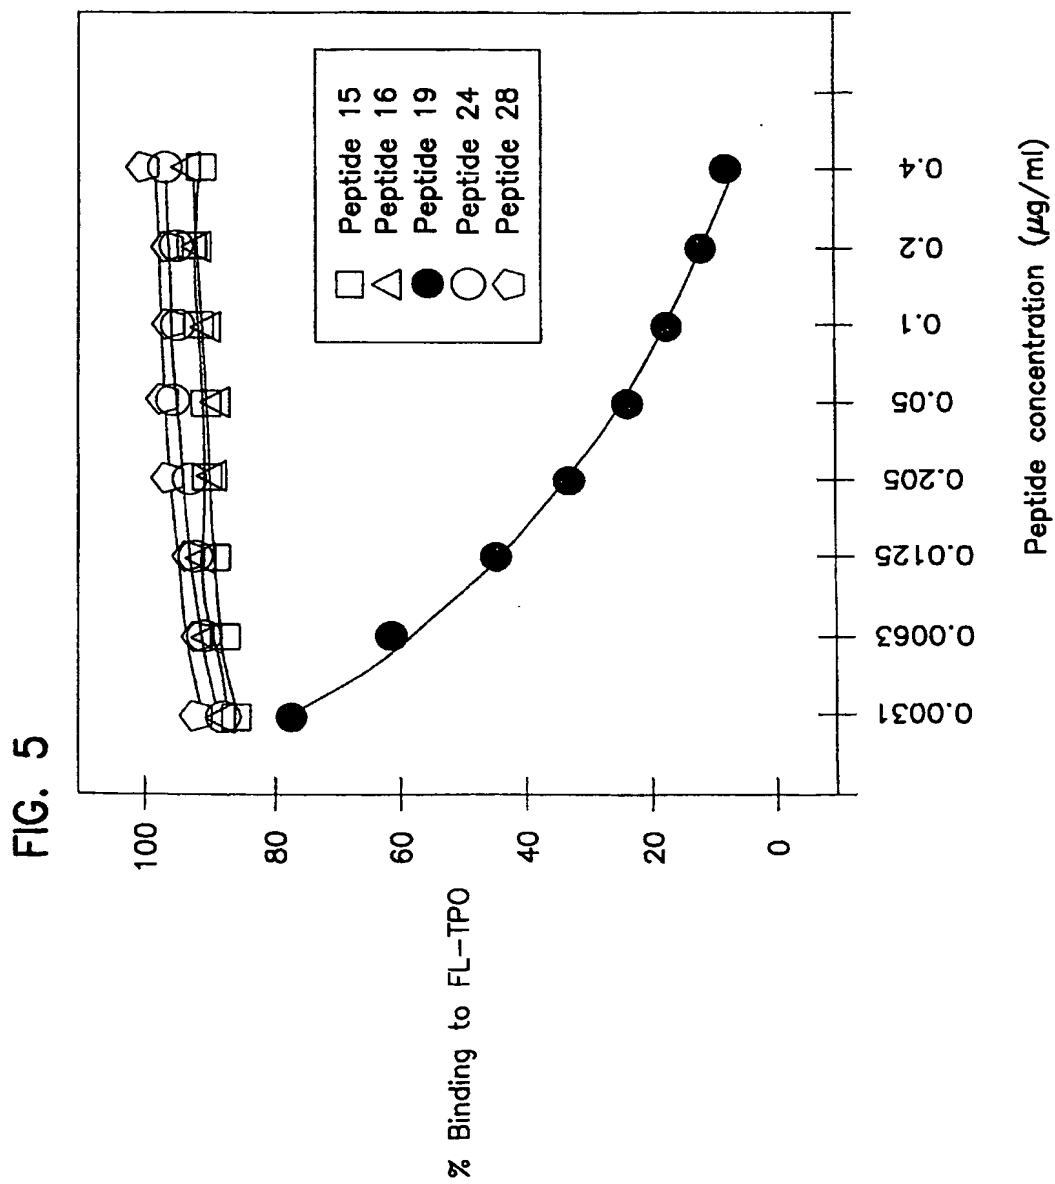 FIG. 5
% Binding to FL-TPO
100
80
60
40
20
0
Peptide 15
Peptide 16
Peptide 19
Peptide 24
Peptide 28
0.0031
0.0063
0.0125
0.205
0.05
0.1
0.2
0.4
Peptide concentration (µg/ml)